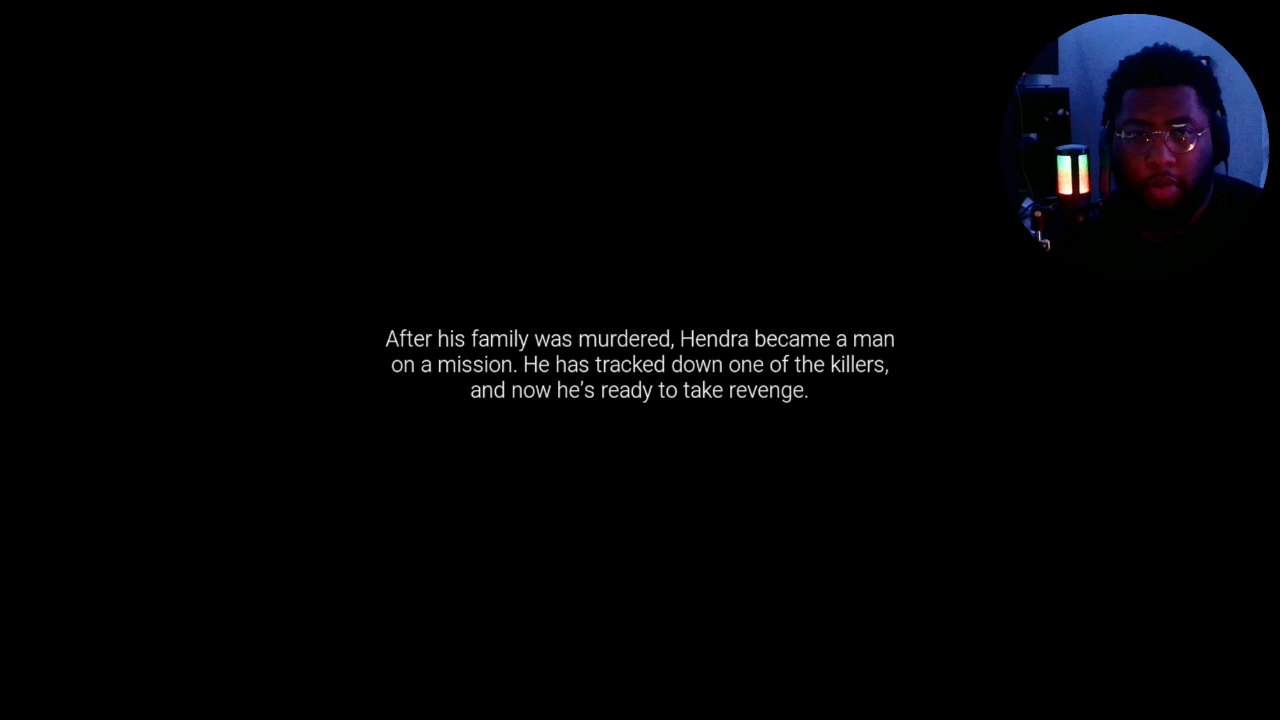 After his family was murdered, Hendra became a man
on a mission. He has tracked down one of the killers,
and now he’s ready to take revenge.